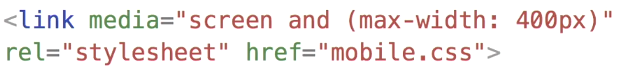 <link media="screen and (max-width: 400px)"
rel="stylesheet" href="mobile.css">